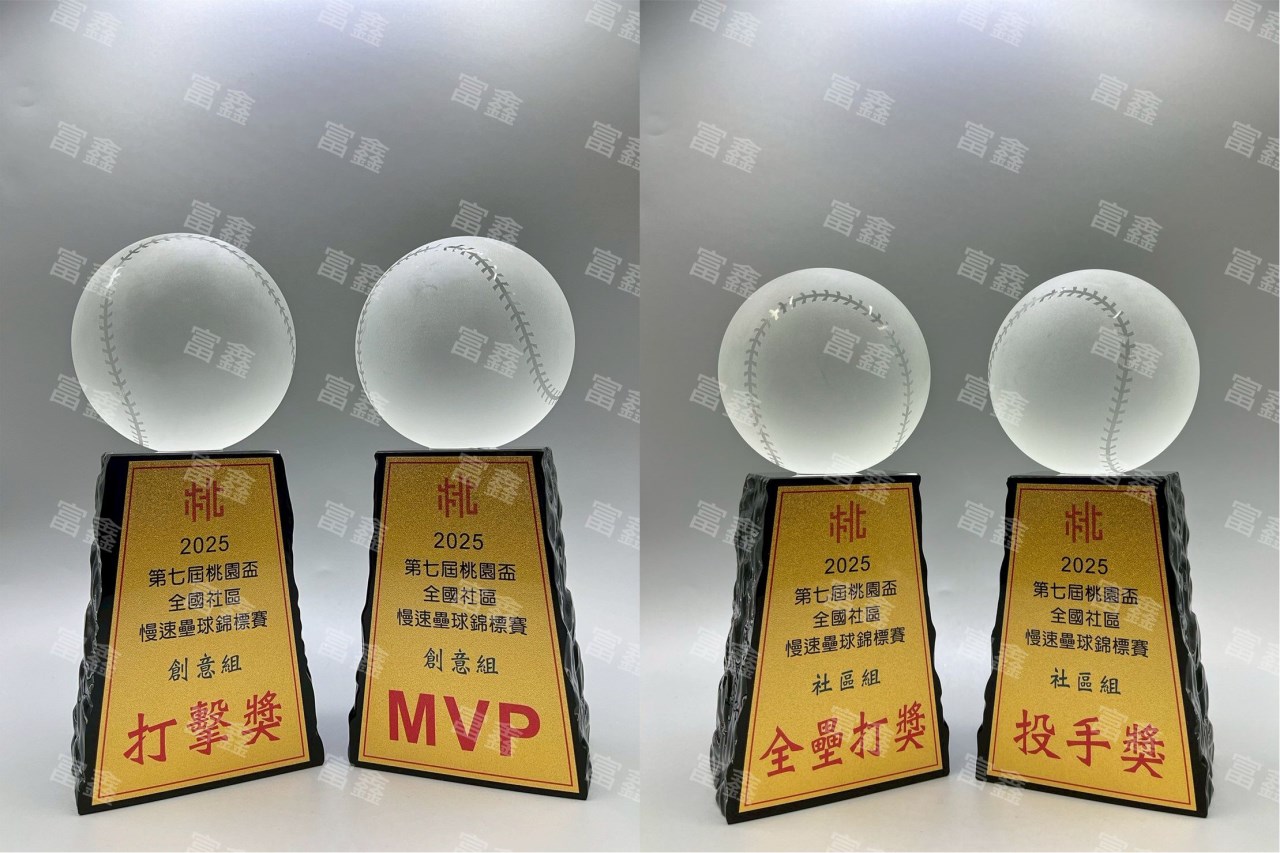 桃
2025
第七屆桃園盃
全國社區
慢速壘球錦標賽
創意組
打擊獎
桃
2025
第七屆桃園盃
全國社區
慢速壘球錦標賽
創意組
MVP
桃
2025
第七屆桃園盃
全國社區
慢速壘球錦標賽
社區組
全壘打獎
桃
2025
第七屆桃園盃
全國社區
慢速壘球錦標賽
社區組
投手獎
富鑫